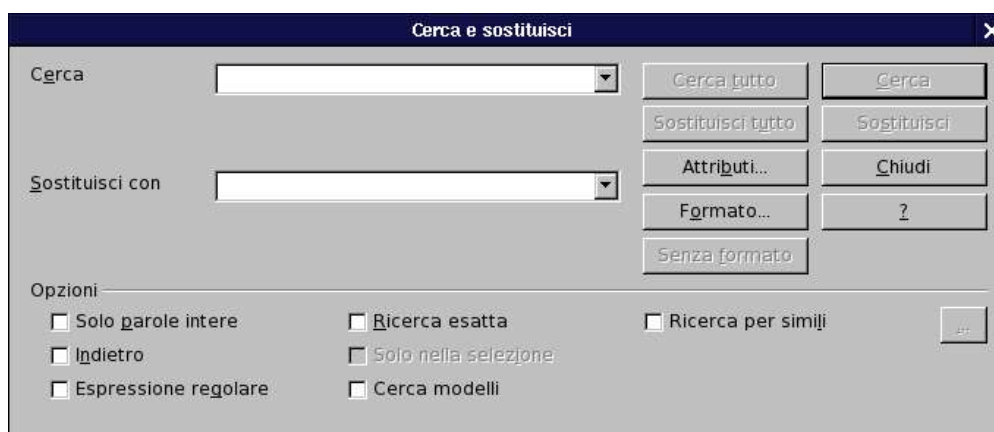 Cerca e sostituisci
Cerca
Cerca tutto
Cerca
Sostituisci tutto
Sostituisci
Sostituisci con
Attributi...
Chiudi
Formato...
?
Senza formato
Opzioni
Solo parole intere
Ricerca esatta
Ricerca per simili
...
Indietro
Solo nella selezione
Espressione regolare
Cerca modelli